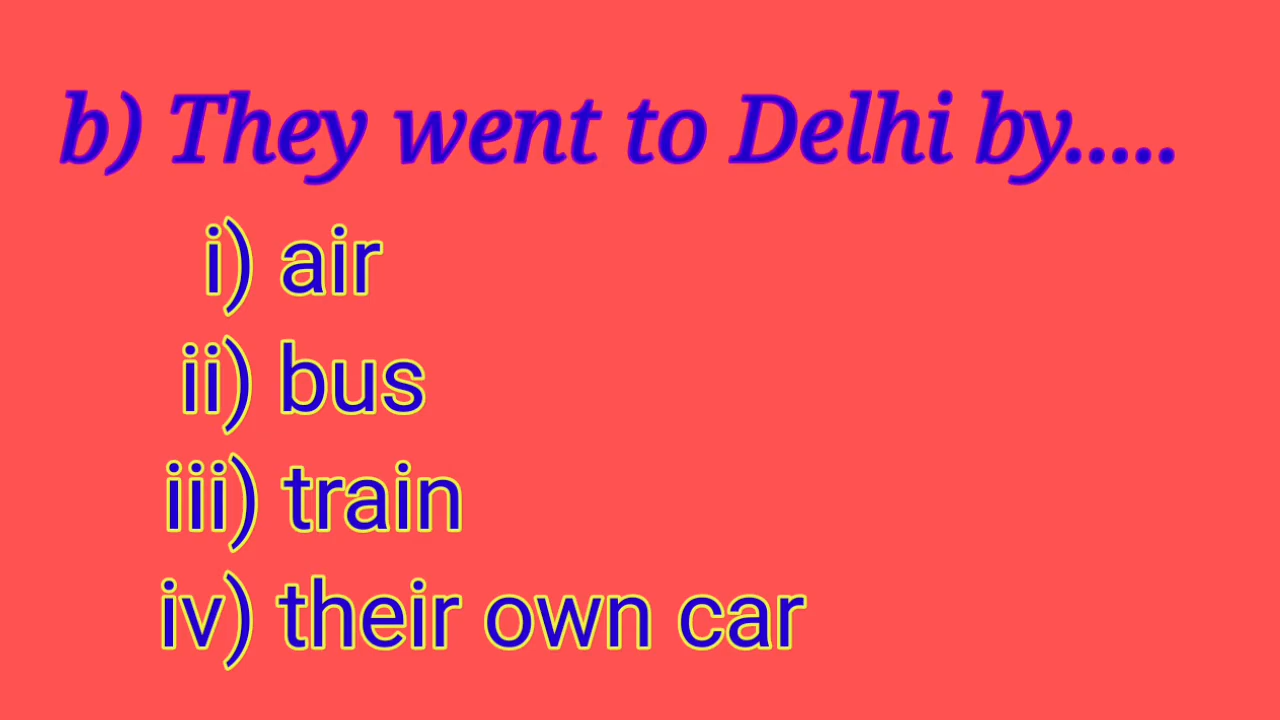 b) They went to Delhi by.....
i) air
ii) bus
iii) train
iv) their own car